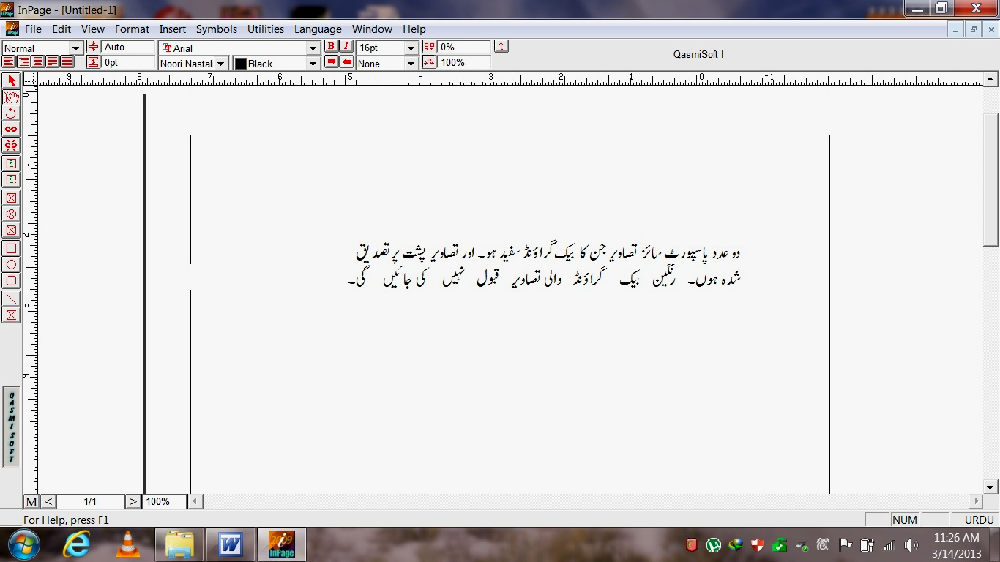 InPage - [Untitled-1]
File Edit View Format Insert Symbols Utilities Language Window Help
Normal Auto Arial B I 16pt 0%
QasmiSoft
0pt Noori Nastal Black None 100%
9 8 7 6 5 4 3 2 1 0 -1
دو عدد پاسپورٹ سائز تصاویر جن کا بیک گراؤنڈ سفید ہو۔ اور تصاویر پشت پر تصدیق
شدہ ہوں۔ رنگین بیک گراؤنڈ والی تصاویر قبول نہیں کی جائیں گی۔
QASMI SOFT
M < 1/1 > 100%
For Help, press F1
NUM URDU
W 2009 InPage
11:26 AM
3/14/2013